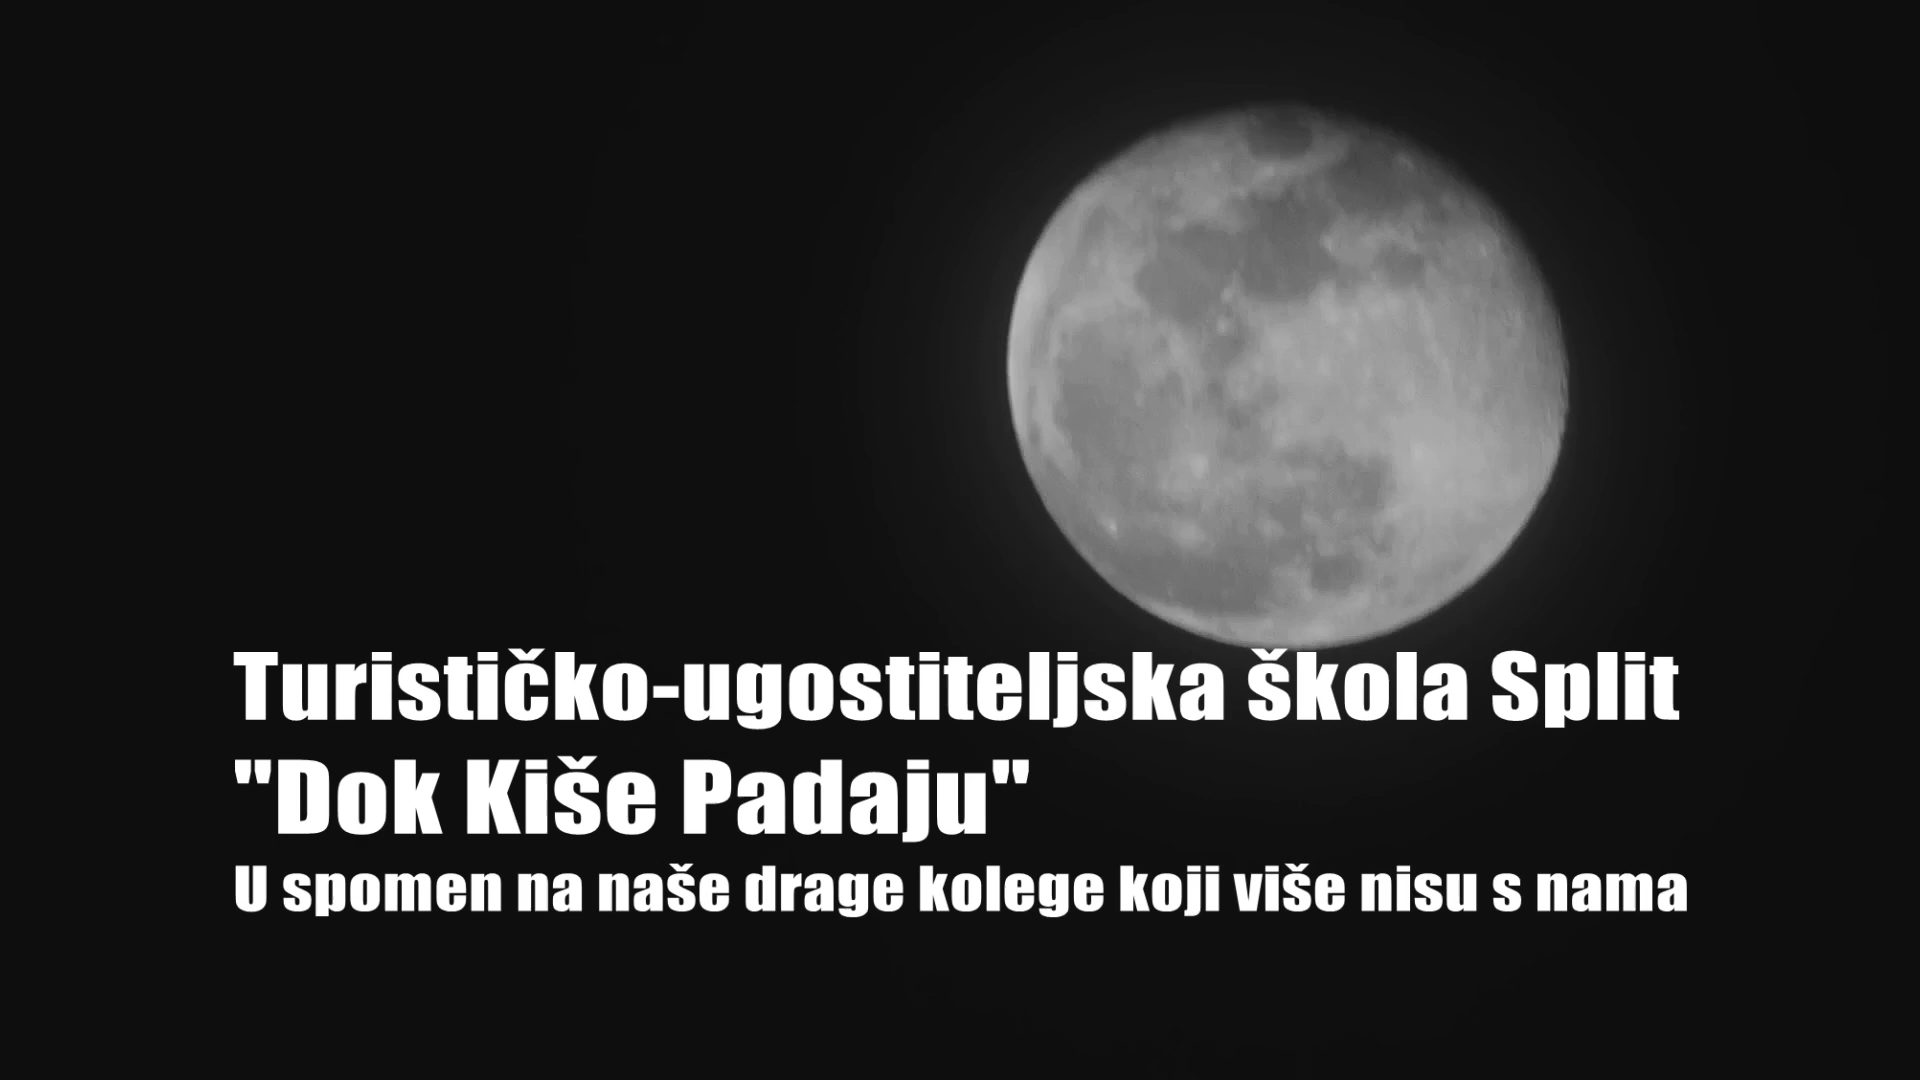 Turističko-ugostiteljska škola Split
"Dok Kiše Padaju"
U spomen na naše drage kolege koji više nisu s nama